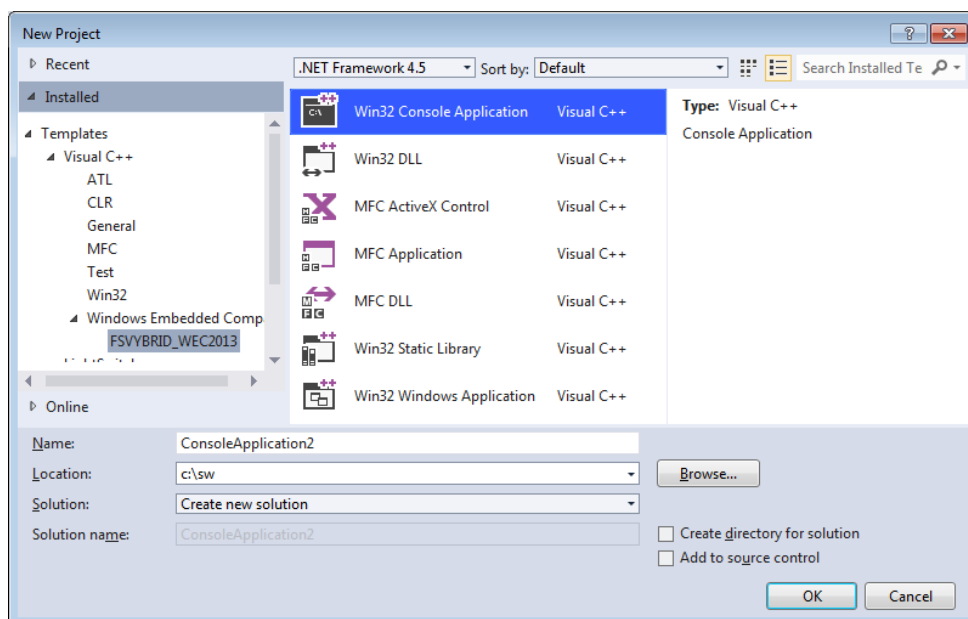 New Project
Recent
Installed
Templates
Visual C++
ATL
CLR
General
MFC
Test
Win32
Windows Embedded Comp
FSVYBRID_WEC2013
Online
.NET Framework 4.5 Sort by: Default Search Installed Te
Win32 Console Application Visual C++
Win32 DLL Visual C++
MFC ActiveX Control Visual C++
MFC Application Visual C++
MFC DLL Visual C++
Win32 Static Library Visual C++
Win32 Windows Application Visual C++
Type: Visual C++
Console Application
Name: ConsoleApplication2
Location: c:\sw Browse...
Solution: Create new solution
Solution name: ConsoleApplication2 Create directory for solution
Add to source control
OK Cancel